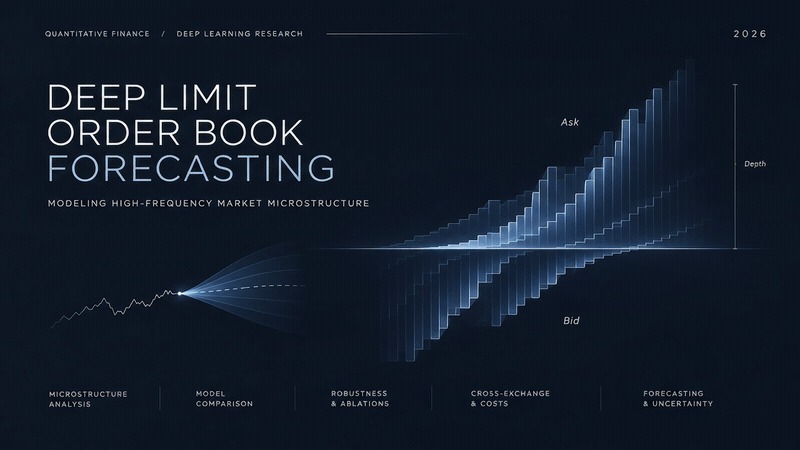 QUANTITATIVE FINANCE / DEEP LEARNING RESEARCH
2026
DEEP LIMIT
ORDER BOOK
FORECASTING
MODELING HIGH-FREQUENCY MARKET MICROSTRUCTURE
Ask
Depth
Bid
MICROSTRUCTURE
ANALYSIS
MODEL
COMPARISON
ROBUSTNESS
& ABLATIONS
CROSS-EXCHANGE
& COSTS
FORECASTING
& UNCERTAINTY